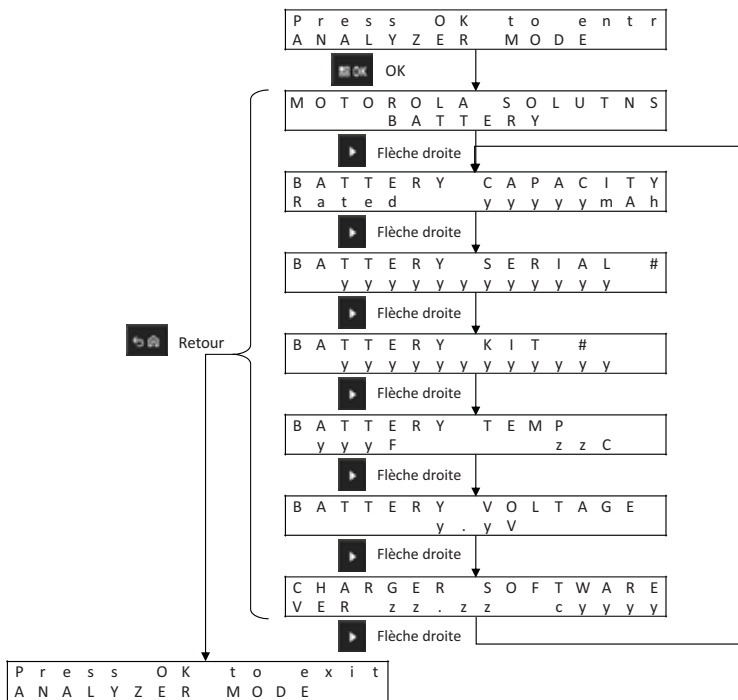 Press OK to entr
ANALYZER MODE
OK OK
MOTOROLA SOLUTNS
BATTERY
Flèche droite
BATTERY CAPACITY
Rated yyyyymAh
Flèche droite
BATTERY SERIAL #
yyyyyyyyyyyy
Flèche droite
Retour
BATTERY KIT #
yyyyyyyyyyyy
Flèche droite
BATTERY TEMP
yyyF zzC
Flèche droite
BATTERY VOLTAGE
y.yV
Flèche droite
CHARGER SOFTWARE
VER zz.zz cyyyy
Flèche droite
Press OK to exit
ANALYZER MODE